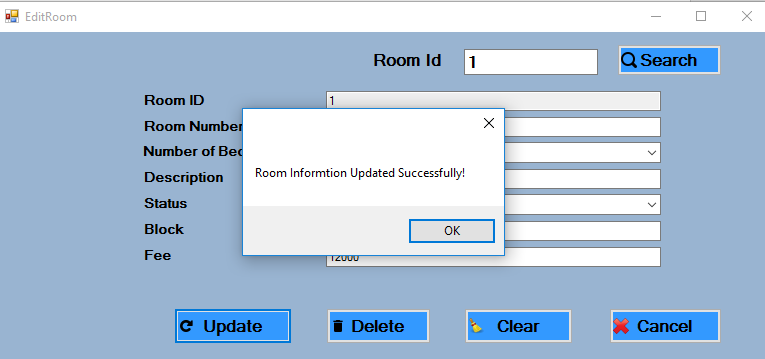 EditRoom
Room Id 1 Search
Room ID 1
Room Number
Number of Bed
Room Informtion Updated Successfully!
Description
Status
OK
Block
Fee 12000
Update Delete Clear Cancel